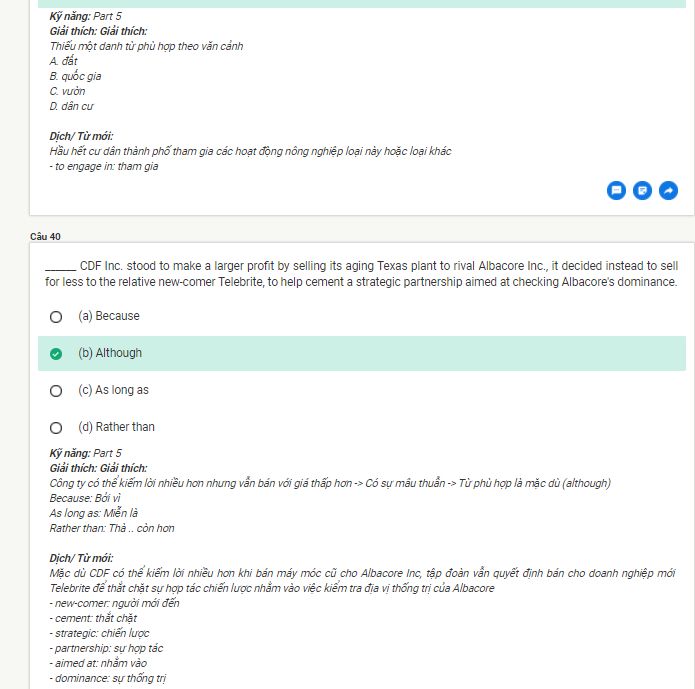 Kỹ năng: Part 5
Giải thích: Giải thích:
Thiếu một danh từ phù hợp theo văn cảnh
A. đất
B. quốc gia
C. vườn
D. dân cư
Dịch/ Từ mới:
Hầu hết cư dân thành phố tham gia các hoạt động nông nghiệp loại này hoặc loại khác
- to engage in: tham gia
Câu 40
______ CDF Inc. stood to make a larger profit by selling its aging Texas plant to rival Albacore Inc., it decided instead to sell
for less to the relative new-comer Telebrite, to help cement a strategic partnership aimed at checking Albacore's dominance.
(a) Because
(b) Although
(c) As long as
(d) Rather than
Kỹ năng: Part 5
Giải thích: Giải thích:
Công ty có thể kiếm lời nhiều hơn nhưng vẫn bán với giá thấp hơn -> Có sự mâu thuẫn -> Từ phù hợp là mặc dù (although)
Because: Bởi vì
As long as: Miễn là
Rather than: Thà .. còn hơn
Dịch/ Từ mới:
Mặc dù CDF có thể kiếm lời nhiều hơn khi bán máy móc cũ cho Albacore Inc, tập đoàn vẫn quyết định bán cho doanh nghiệp mới
Telebrite để thắt chặt sự hợp tác chiến lược nhằm vào việc kiểm tra địa vị thống trị của Albacore
- new-comer: người mới đến
- cement: thắt chặt
- strategic: chiến lược
- partnership: sự hợp tác
- aimed at: nhằm vào
- dominance: sự thống trị